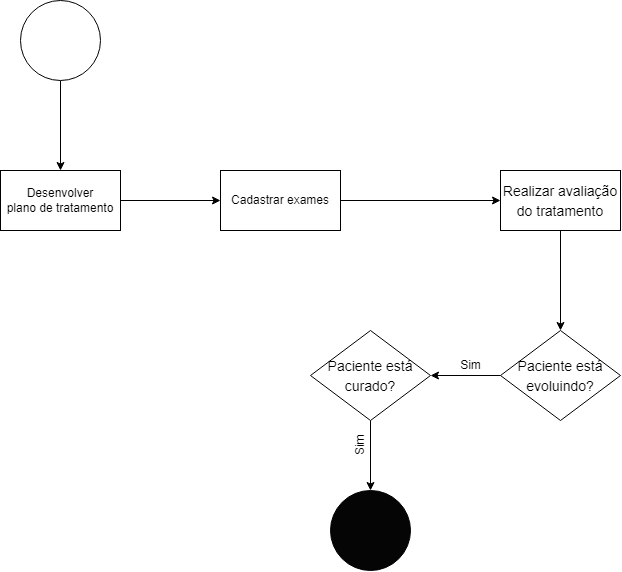 Desenvolver
plano de tratamento
Cadastrar exames
Realizar avaliação
do tratamento
Paciente está
curado?
Sim
Paciente está
evoluindo?
Sim